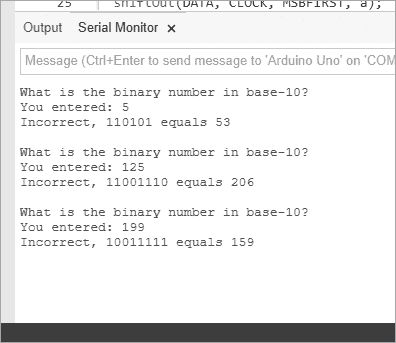 25 shiftOut(DATA, CLOCK, MSBFIRST, a);
Output Serial Monitor ×
Message (Ctrl+Enter to send message to 'Arduino Uno' on 'COM
What is the binary number in base-10?
You entered: 5
Incorrect, 110101 equals 53
What is the binary number in base-10?
You entered: 125
Incorrect, 11001110 equals 206
What is the binary number in base-10?
You entered: 199
Incorrect, 10011111 equals 159